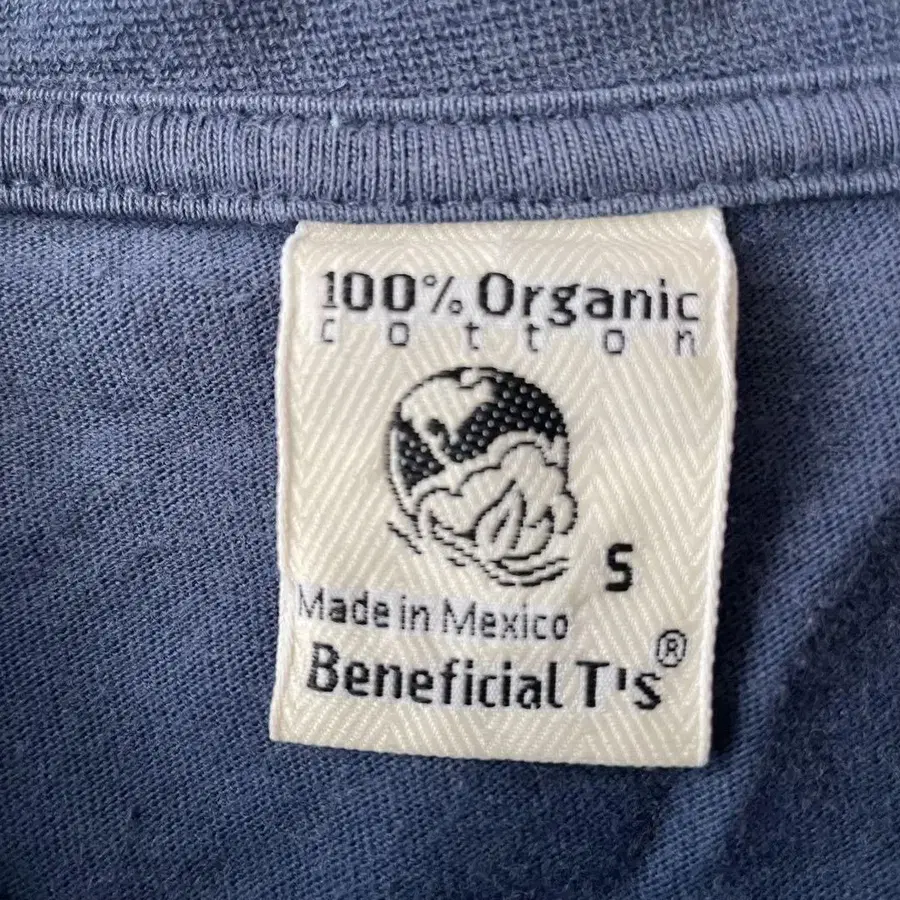 100% Organic
cotton
S
Made in Mexico
Beneficial T's®